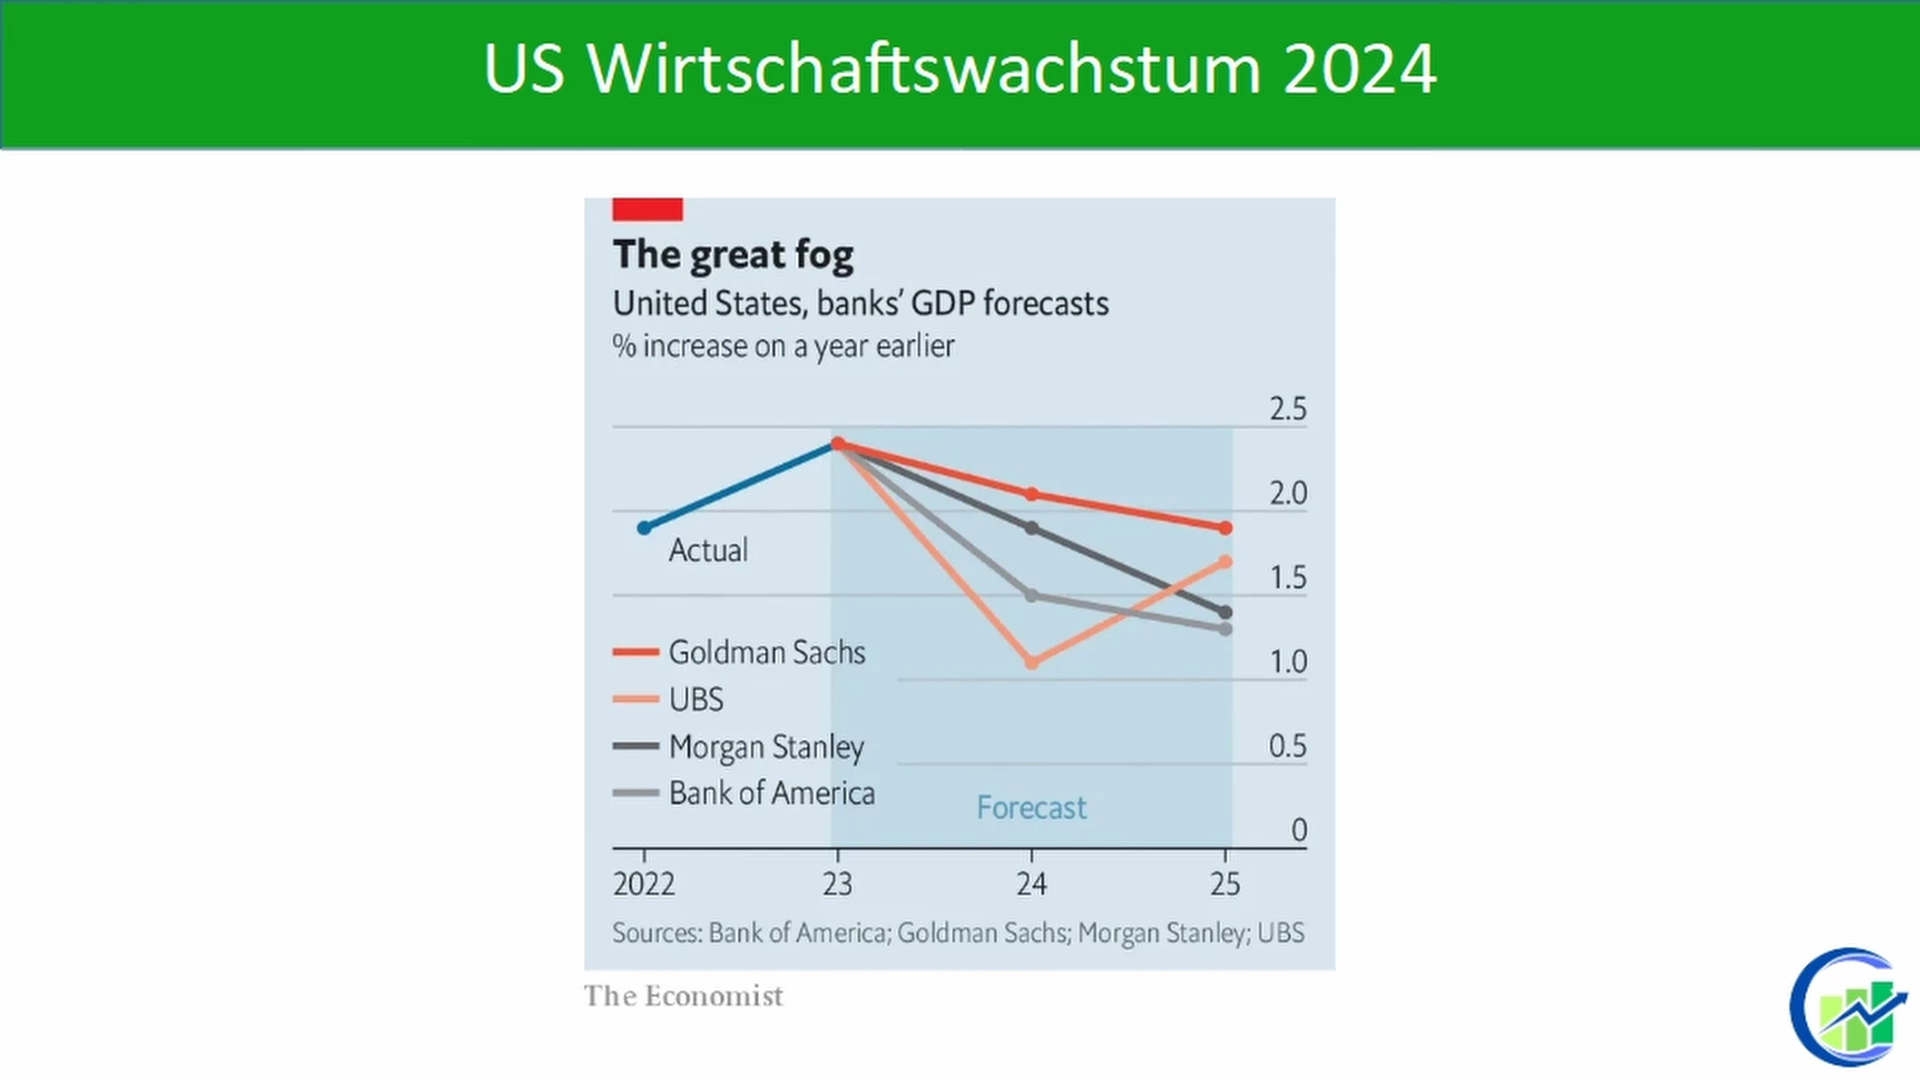 US Wirtschaftswachstum 2024
The great fog
United States, banks’ GDP forecasts
% increase on a year earlier
2.5
2.0
Actual
1.5
Goldman Sachs
1.0
UBS
Morgan Stanley
0.5
Bank of America
Forecast
0
2022 23 24 25
Sources: Bank of America; Goldman Sachs; Morgan Stanley; UBS
The Economist